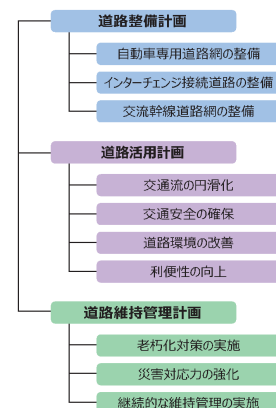 道路整備計画
自動車専用道路網の整備
インターチェンジ接続道路の整備
交流幹線道路網の整備
道路活用計画
交通流の円滑化
交通安全の確保
道路環境の改善
利便性の向上
道路維持管理計画
老朽化対策の実施
災害対応力の強化
継続的な維持管理の実施